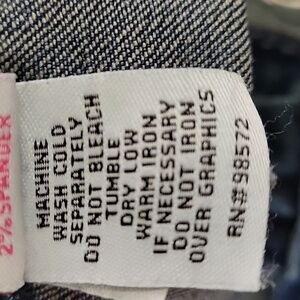 2% SPANDEX
MACHINE
WASH COLD
SEPARATELY
DO NOT BLEACH
TUMBLE
DRY LOW
WARM IRON
IF NECESSARY
DO NOT IRON
OVER GRAPHICS
RN# 98572